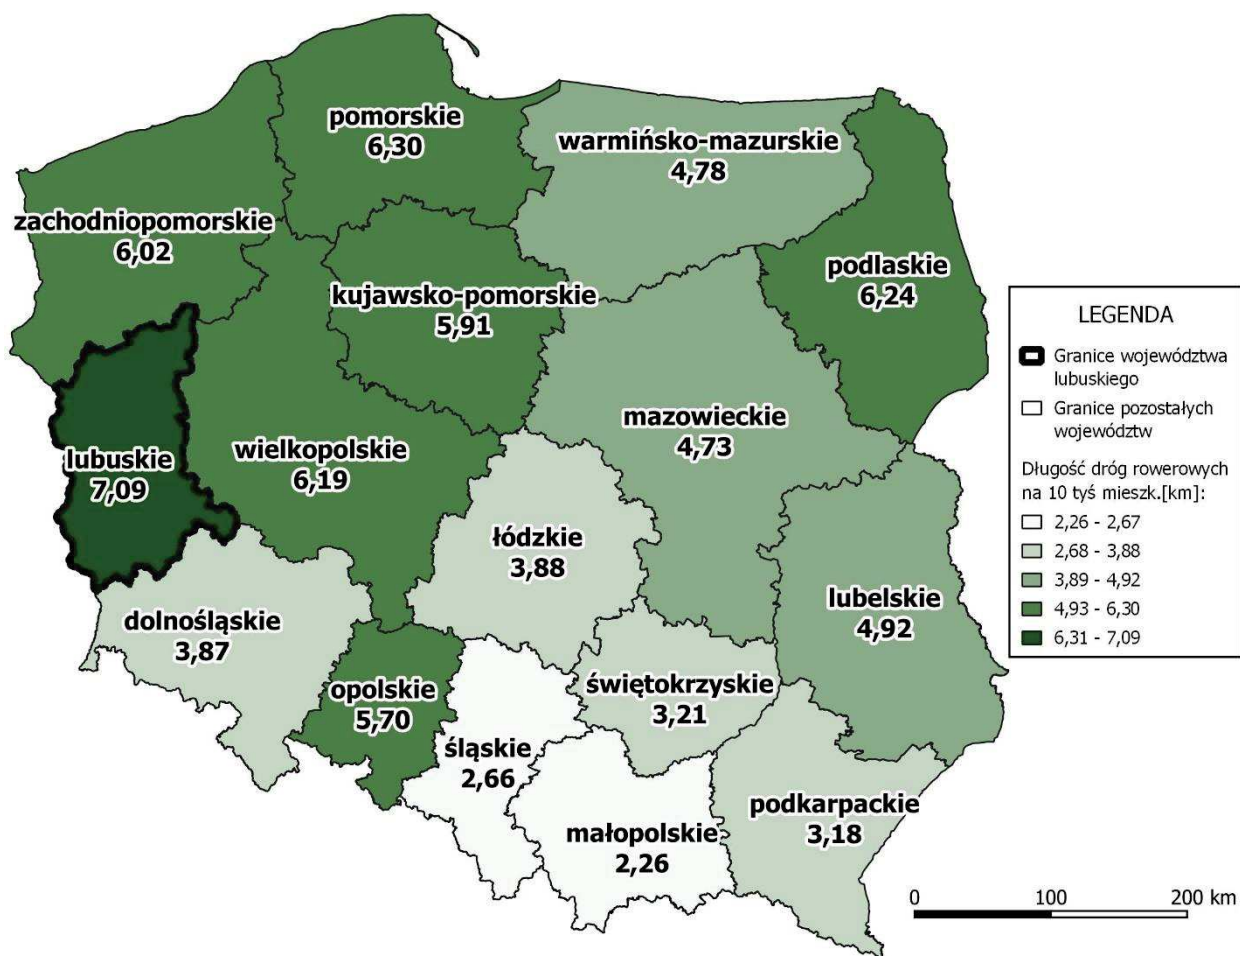 pomorskie
6,30
warmińsko-mazurskie
4,78
zachodniopomorskie
6,02
podlaskie
6,24
kujawsko-pomorskie
5,91
mazowieckie
4,73
wielkopolskie
6,19
lubuskie
7,09
łódzkie
3,88
lubelskie
4,92
dolnośląskie
3,87
opolskie
5,70
świętokrzyskie
3,21
śląskie
2,66
małopolskie
2,26
podkarpackie
3,18
LEGENDA
Granice województwa
lubuskiego
Granice pozostałych
województw
Długość dróg rowerowych
na 10 tyś mieszk.[km]:
2,26 - 2,67
2,68 - 3,88
3,89 - 4,92
4,93 - 6,30
6,31 - 7,09
0 100 200 km